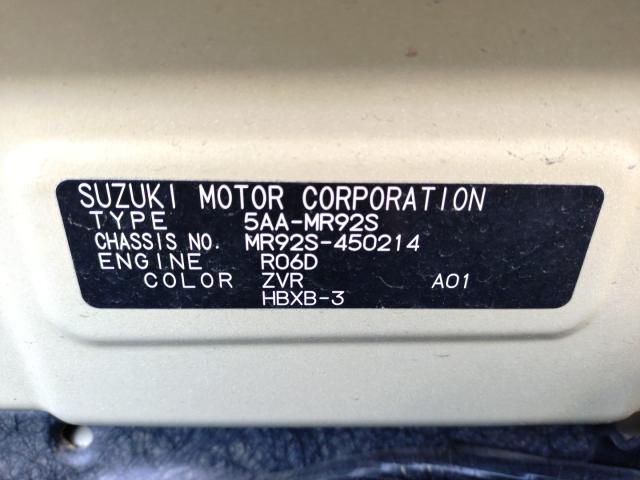 SUZUKI MOTOR CORPORATION
TYPE 5AA-MR92S
CHASSIS NO. MR92S-450214
ENGINE R06D
COLOR ZVR A01
HBXB-3